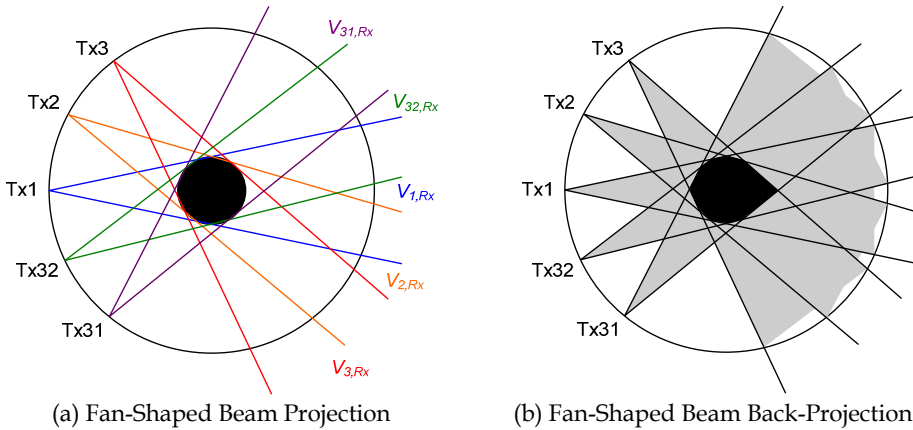 Tx3
Tx2
Tx1
Tx32
Tx31
V31,Rx
V32,Rx
V1,Rx
V2,Rx
V3,Rx
(a) Fan-Shaped Beam Projection
Tx3
Tx2
Tx1
Tx32
Tx31
(b) Fan-Shaped Beam Back-Projection